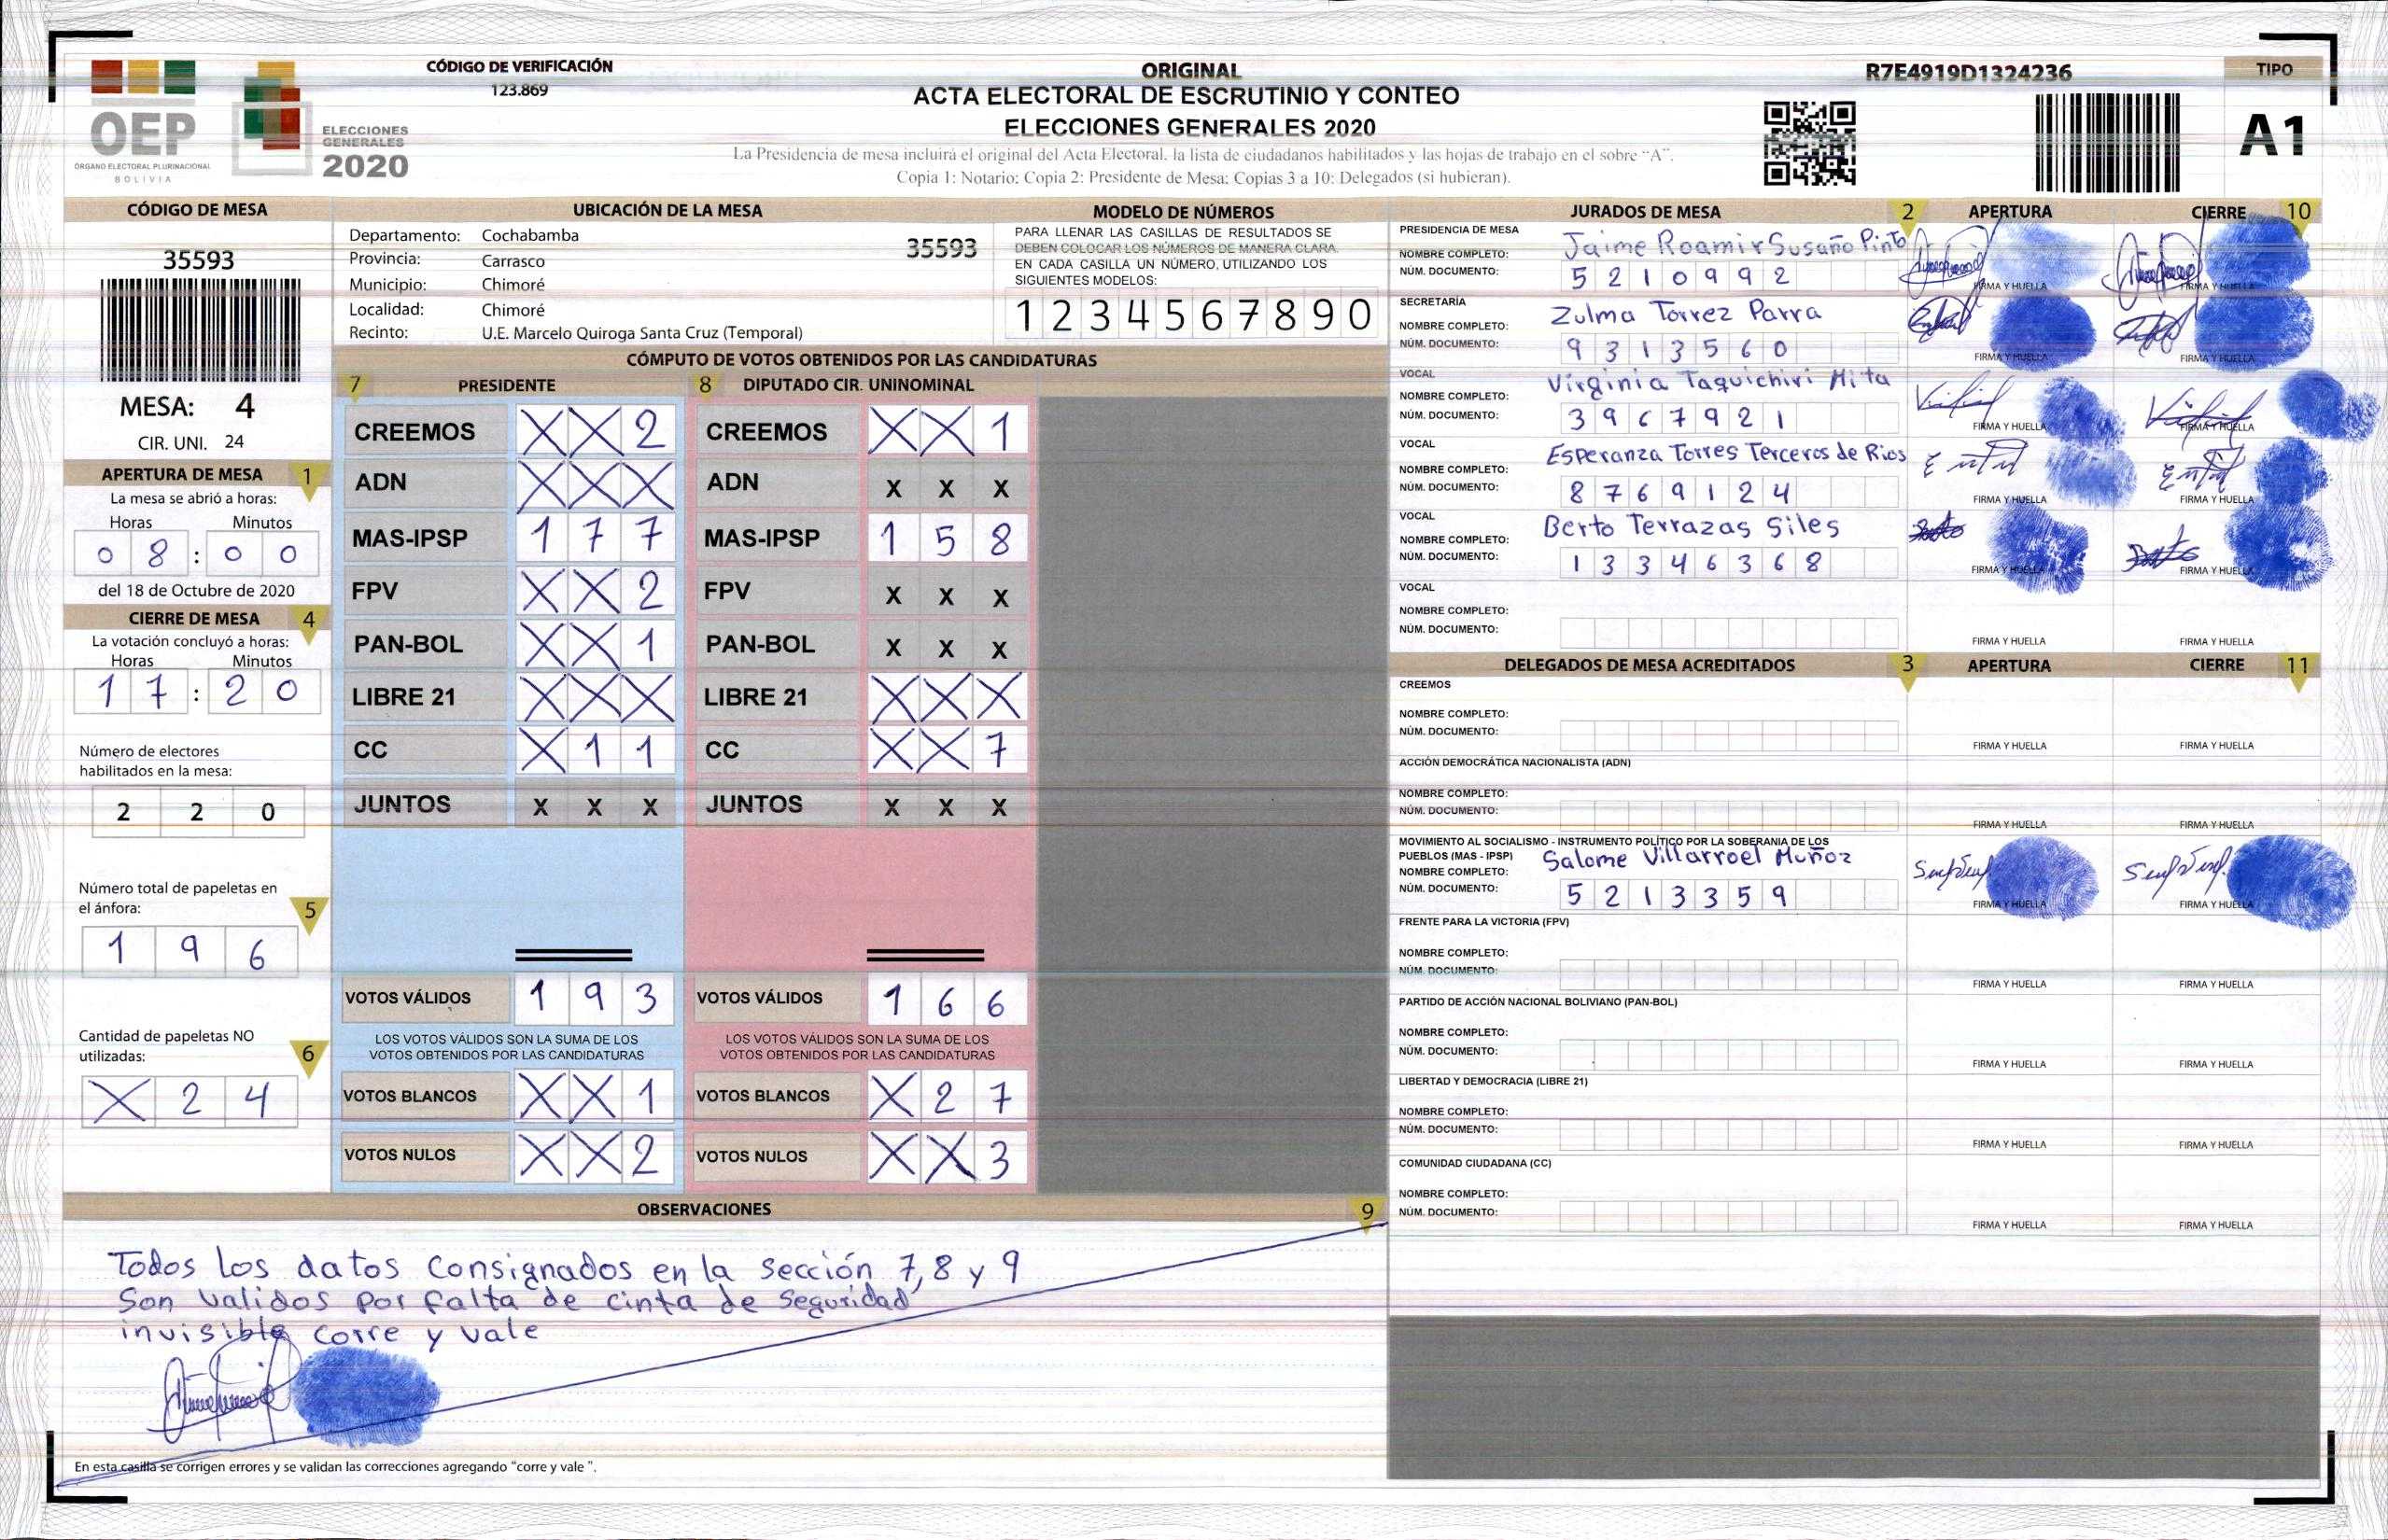 CÓDIGO DE VERIFICACIÓN
123.869
OEP
ÓRGANO ELECTORAL PLURINACIONAL
BOLIVIA
ELECCIONES
GENERALES
2020
ORIGINAL
ACTA ELECTORAL DE ESCRUTINIO Y CONTEO
ELECCIONES GENERALES 2020
La Presidencia de mesa incluirá el original del Acta Electoral, la lista de ciudadanos habilitados y las hojas de trabajo en el sobre “A”.
Copia 1: Notario; Copia 2: Presidente de Mesa; Copias 3 a 10: Delegados (si hubieran).
R7E4919D1324236
TIPO
A1
CÓDIGO DE MESA
35593
MESA: 4
CIR. UNI. 24
APERTURA DE MESA 1
La mesa se abrió a horas:
Horas Minutos
0 8 : 0 0
del 18 de Octubre de 2020
CIERRE DE MESA 4
La votación concluyó a horas:
Horas Minutos
1 7 : 2 0
Número de electores
habilitados en la mesa:
2 2 0
Número total de papeletas en
el ánfora: 5
1 9 6
Cantidad de papeletas NO
utilizadas: 6
X 2 4
UBICACIÓN DE LA MESA
Departamento: Cochabamba
35593
Provincia: Carrasco
Municipio: Chimoré
Localidad: Chimoré
Recinto: U.E. Marcelo Quiroga Santa Cruz (Temporal)
MODELO DE NÚMEROS
PARA LLENAR LAS CASILLAS DE RESULTADOS SE
DEBEN COLOCAR LOS NÚMEROS DE MANERA CLARA.
EN CADA CASILLA UN NÚMERO, UTILIZANDO LOS
SIGUIENTES MODELOS:
1 2 3 4 5 6 7 8 9 0
CÓMPUTO DE VOTOS OBTENIDOS POR LAS CANDIDATURAS
7 PRESIDENTE 8 DIPUTADO CIR. UNINOMINAL
CREEMOS X X 2 CREEMOS X X 1
ADN X X X ADN X X X
MAS-IPSP 1 7 7 MAS-IPSP 1 5 8
FPV X X 2 FPV X X X
PAN-BOL X X 1 PAN-BOL X X X
LIBRE 21 X X X LIBRE 21 X X X
CC X 1 1 CC X X 7
JUNTOS X X X JUNTOS X X X
VOTOS VÁLIDOS 1 9 3 VOTOS VÁLIDOS 1 6 6
LOS VOTOS VÁLIDOS SON LA SUMA DE LOS LOS VOTOS VÁLIDOS SON LA SUMA DE LOS
VOTOS OBTENIDOS POR LAS CANDIDATURAS VOTOS OBTENIDOS POR LAS CANDIDATURAS
VOTOS BLANCOS X X 1 VOTOS BLANCOS X 2 7
VOTOS NULOS X X 2 VOTOS NULOS X X 3
OBSERVACIONES 9
Todos los datos consignados en la sección 7, 8 y 9
Son validos por falta de cinta de Seguridad
invisible corre y vale
En esta casilla se corrigen errores y se validan las correcciones agregando “corre y vale ”.
JURADOS DE MESA 2 APERTURA CIERRE 10
PRESIDENCIA DE MESA
NOMBRE COMPLETO: Jaime Roamir Susaño Pinto
NÚM. DOCUMENTO: 5 2 1 0 9 9 2
FIRMA Y HUELLA FIRMA Y HUELLA
SECRETARÍA
NOMBRE COMPLETO: Zulma Torrez Parra
NÚM. DOCUMENTO: 9 3 1 3 5 6 0
FIRMA Y HUELLA FIRMA Y HUELLA
VOCAL
NOMBRE COMPLETO: Virginia Taquichiri Mita
NÚM. DOCUMENTO: 3 9 6 7 9 2 1
FIRMA Y HUELLA FIRMA Y HUELLA
VOCAL
NOMBRE COMPLETO: Esperanza Torres Terceros de Rios
NÚM. DOCUMENTO: 8 7 6 9 1 2 4
FIRMA Y HUELLA FIRMA Y HUELLA
VOCAL
NOMBRE COMPLETO: Berto Terrazas Siles
NÚM. DOCUMENTO: 1 3 3 4 6 3 6 8
FIRMA Y HUELLA FIRMA Y HUELLA
VOCAL
NOMBRE COMPLETO:
NÚM. DOCUMENTO:
FIRMA Y HUELLA FIRMA Y HUELLA
DELEGADOS DE MESA ACREDITADOS 3 APERTURA CIERRE 11
CREEMOS
NOMBRE COMPLETO:
NÚM. DOCUMENTO:
FIRMA Y HUELLA FIRMA Y HUELLA
ACCIÓN DEMOCRÁTICA NACIONALISTA (ADN)
NOMBRE COMPLETO:
NÚM. DOCUMENTO:
FIRMA Y HUELLA FIRMA Y HUELLA
MOVIMIENTO AL SOCIALISMO - INSTRUMENTO POLÍTICO POR LA SOBERANIA DE LOS
PUEBLOS (MAS - IPSP)
NOMBRE COMPLETO: Salome Villarroel Muñoz
NÚM. DOCUMENTO: 5 2 1 3 3 5 9
FIRMA Y HUELLA FIRMA Y HUELLA
FRENTE PARA LA VICTORIA (FPV)
NOMBRE COMPLETO:
NÚM. DOCUMENTO:
FIRMA Y HUELLA FIRMA Y HUELLA
PARTIDO DE ACCIÓN NACIONAL BOLIVIANO (PAN-BOL)
NOMBRE COMPLETO:
NÚM. DOCUMENTO:
FIRMA Y HUELLA FIRMA Y HUELLA
LIBERTAD Y DEMOCRACIA (LIBRE 21)
NOMBRE COMPLETO:
NÚM. DOCUMENTO:
FIRMA Y HUELLA FIRMA Y HUELLA
COMUNIDAD CIUDADANA (CC)
NOMBRE COMPLETO:
NÚM. DOCUMENTO:
FIRMA Y HUELLA FIRMA Y HUELLA